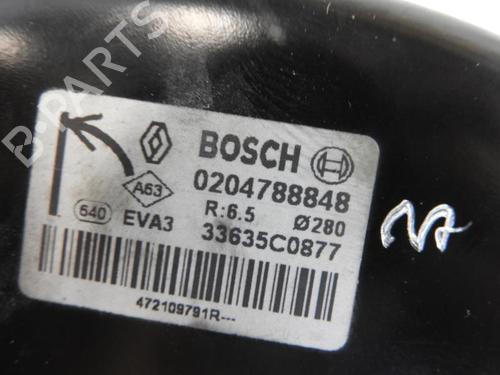 B-PARTS
BOSCH
A63
0204788848
R:6.5 Ø280
540 EVA3
33635C0877
472109791R---